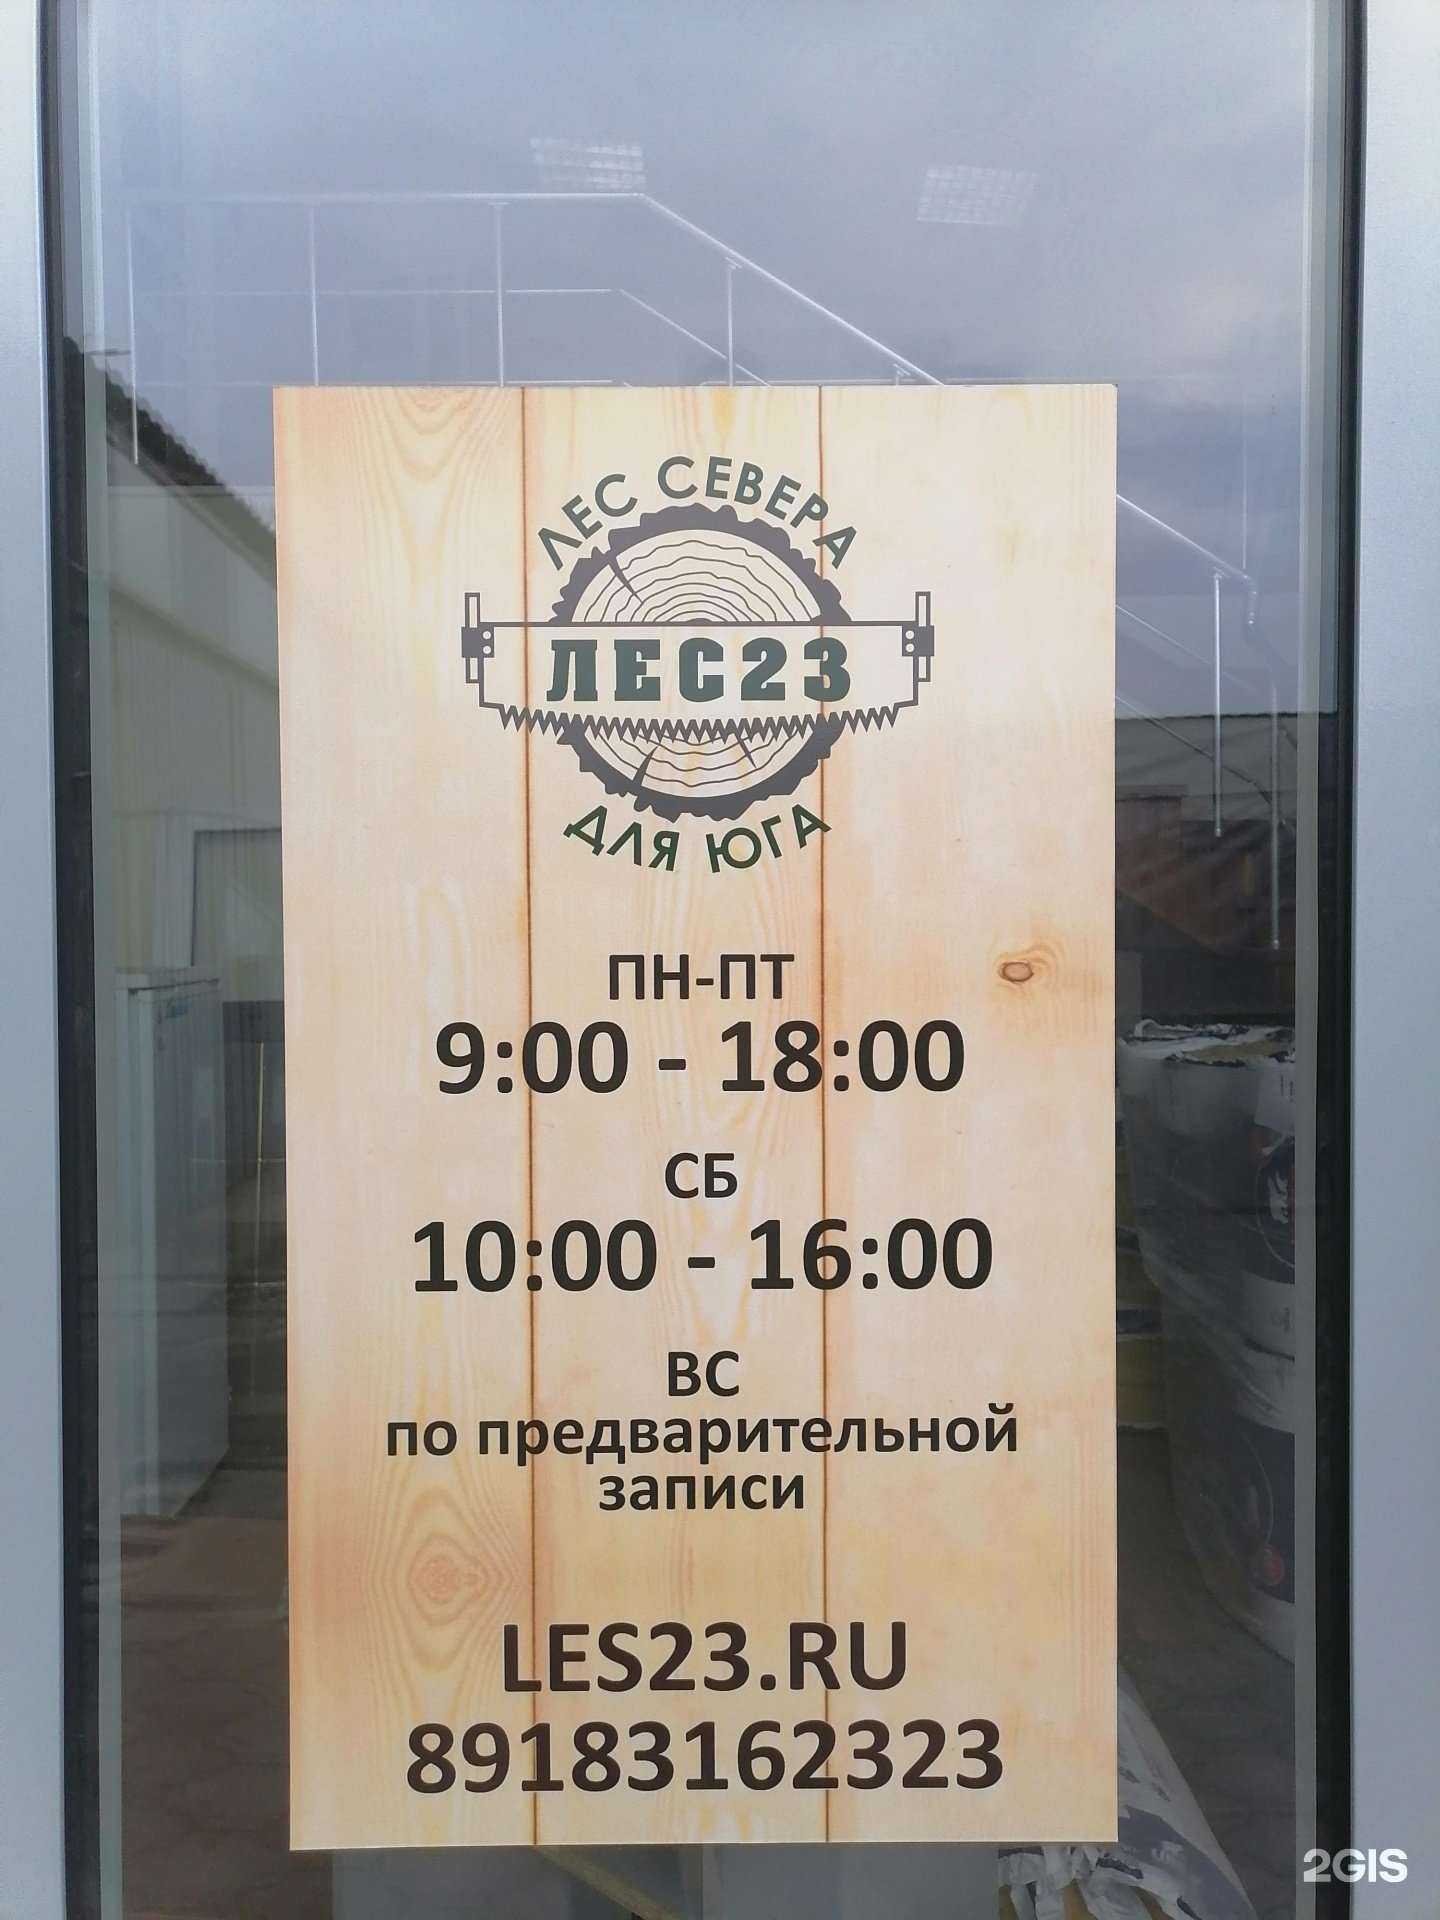 ЛЕС СЕВЕРА
ЛЕС23
ДЛЯ ЮГА
ПН-ПТ
9:00 - 18:00
СБ
10:00 - 16:00
ВС
по предварительной
записи
LES23.RU
89183162323
2GIS